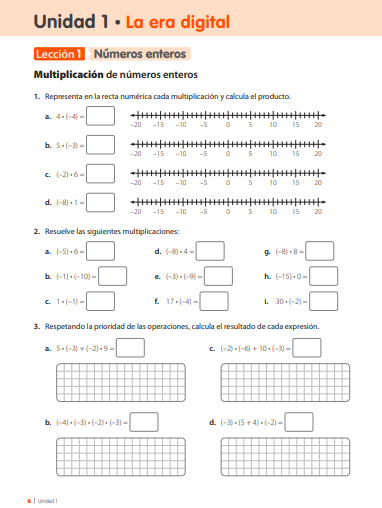 Unidad 1 • La era digital
Lección 1 Números enteros
Multiplicación de números enteros
1. Representa en la recta numérica cada multiplicación y calcula el producto.
a. 4 • (–4) =
–20 –15 –10 –5 0 5 10 15 20
b. 5 • (–3) =
–20 –15 –10 –5 0 5 10 15 20
c. (–2) • 6 =
–20 –15 –10 –5 0 5 10 15 20
d. (–8) • 1 =
–20 –15 –10 –5 0 5 10 15 20
2. Resuelve las siguientes multiplicaciones:
a. (–5) • 6 = d. (–8) • 4 = g. (–8) • 8 =
b. (–1) • (–10) = e. (–3) • (–9) = h. (–15) • 0 =
c. 1 • (–1) = f. 17 • (–4) = i. 30 • (–2) =
3. Respetando la prioridad de las operaciones, calcula el resultado de cada expresión.
a. 5 • (–3) + (–2) • 9 = c. (–2) • (–6) + 10 • (–3) =
b. (–4) • (–3) • (–2) • (–3) = d. (–3) • (5 + 4) • (–2) =
6 | Unidad 1